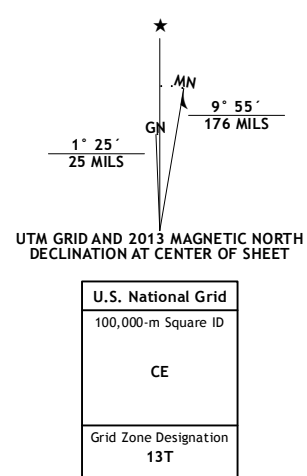 ★
MN
GN
9° 55´
176 MILS
1° 25´
25 MILS
UTM GRID AND 2013 MAGNETIC NORTH
DECLINATION AT CENTER OF SHEET
U.S. National Grid
100,000-m Square ID
CE
Grid Zone Designation
13T